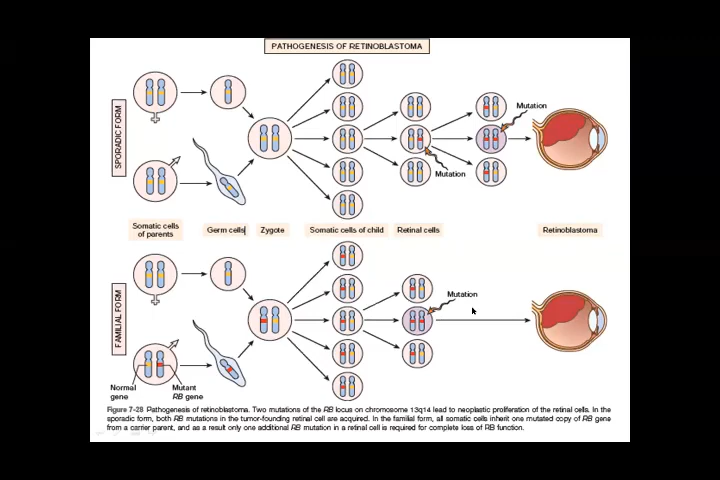 PATHOGENESIS OF RETINOBLASTOMA
SPORADIC FORM
Mutation
Mutation
Somatic cells
of parents
Germ cells
Zygote
Somatic cells of child
Retinal cells
Retinoblastoma
FAMILIAL FORM
Mutation
Normal
gene
Mutant
RB gene
Figure 7-28 Pathogenesis of retinoblastoma. Two mutations of the RB locus on chromosome 13q14 lead to neoplastic proliferation of the retinal cells. In the
sporadic form, both RB mutations in the tumor-founding retinal cell are acquired. In the familial form, all somatic cells inherit one mutated copy of RB gene
from a carrier parent, and as a result only one additional RB mutation in a retinal cell is required for complete loss of RB function.